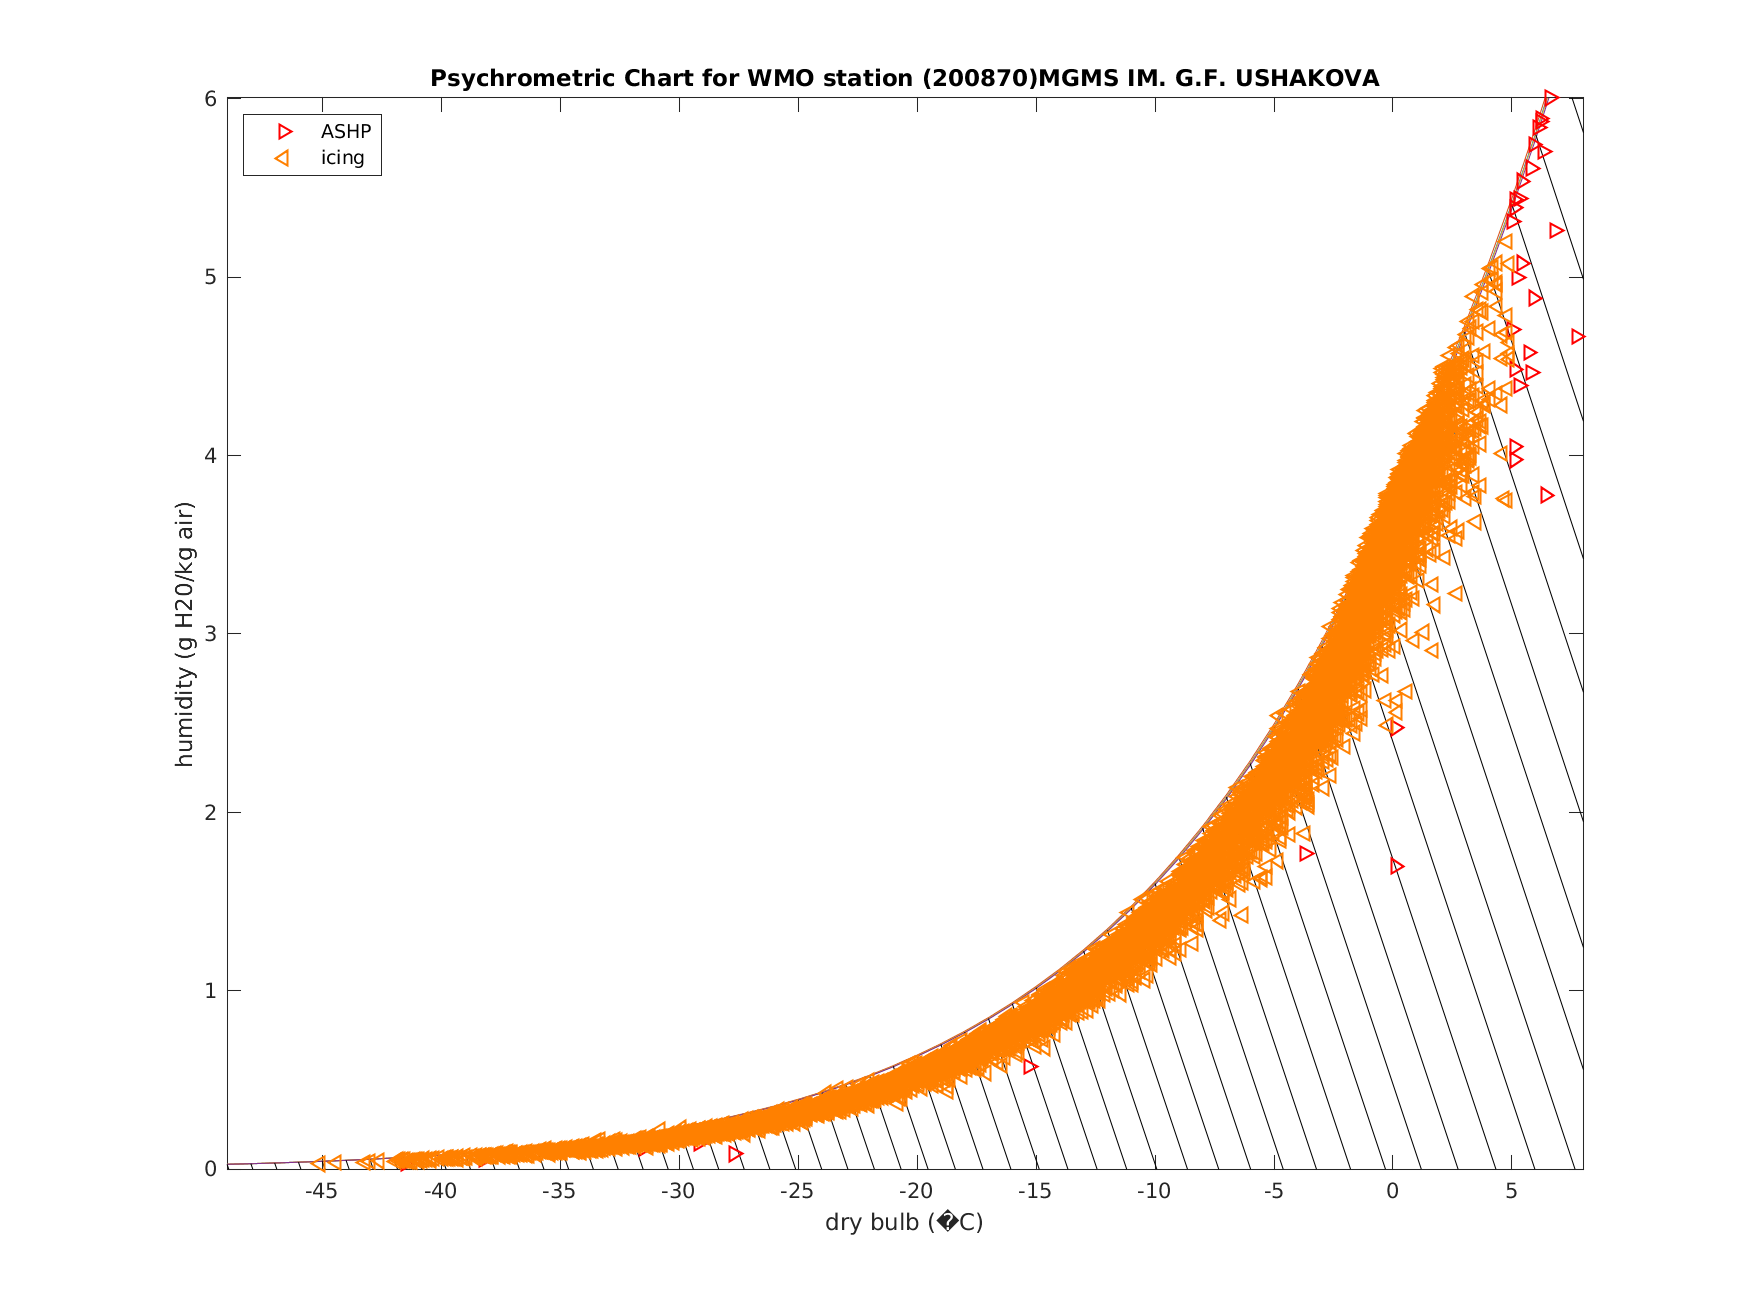 Psychrometric Chart for WMO station (200870)MGMS IM. G.F. USHAKOVA
ASHP
icing
humidity (g H20/kg air)
6
5
4
3
2
1
0
-45 -40 -35 -30 -25 -20 -15 -10 -5 0 5
dry bulb (�C)